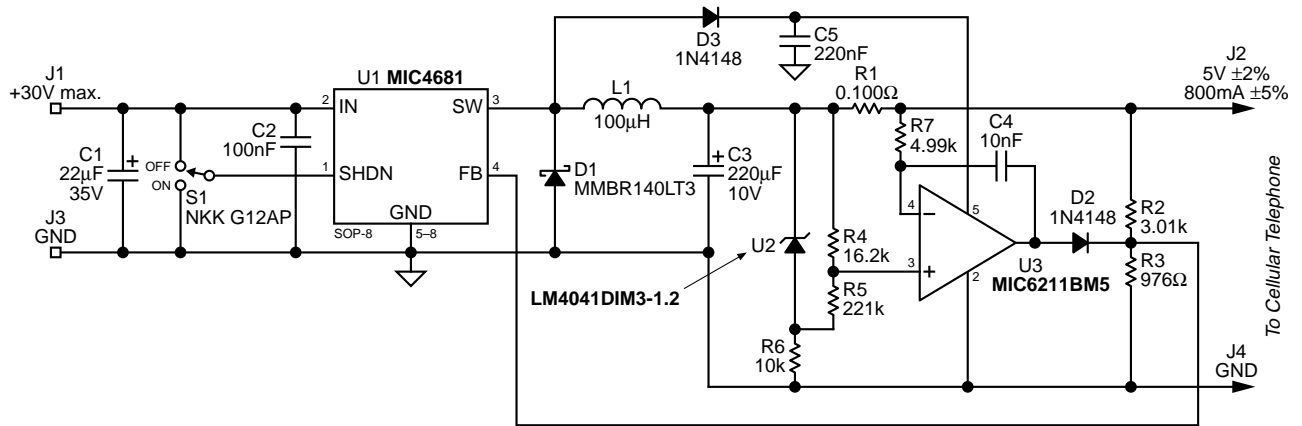 J1
+30V max.
C1
22µF
35V
J3
GND
OFF
ON
S1
NKK G12AP
C2
100nF
U1 MIC4681
2 IN
SW 3
1 SHDN
FB 4
GND
SOP-8
5–8
D3
1N4148
C5
220nF
L1
100µH
D1
MMBR140LT3
C3
220µF
10V
R1
0.100Ω
J2
5V ±2%
800mA ±5%
R7
4.99k
C4
10nF
U2
LM4041DIM3-1.2
R4
16.2k
R5
221k
R6
10k
4
3
5
2
U3
MIC6211BM5
D2
1N4148
R2
3.01k
R3
976Ω
J4
GND
To Cellular Telephone